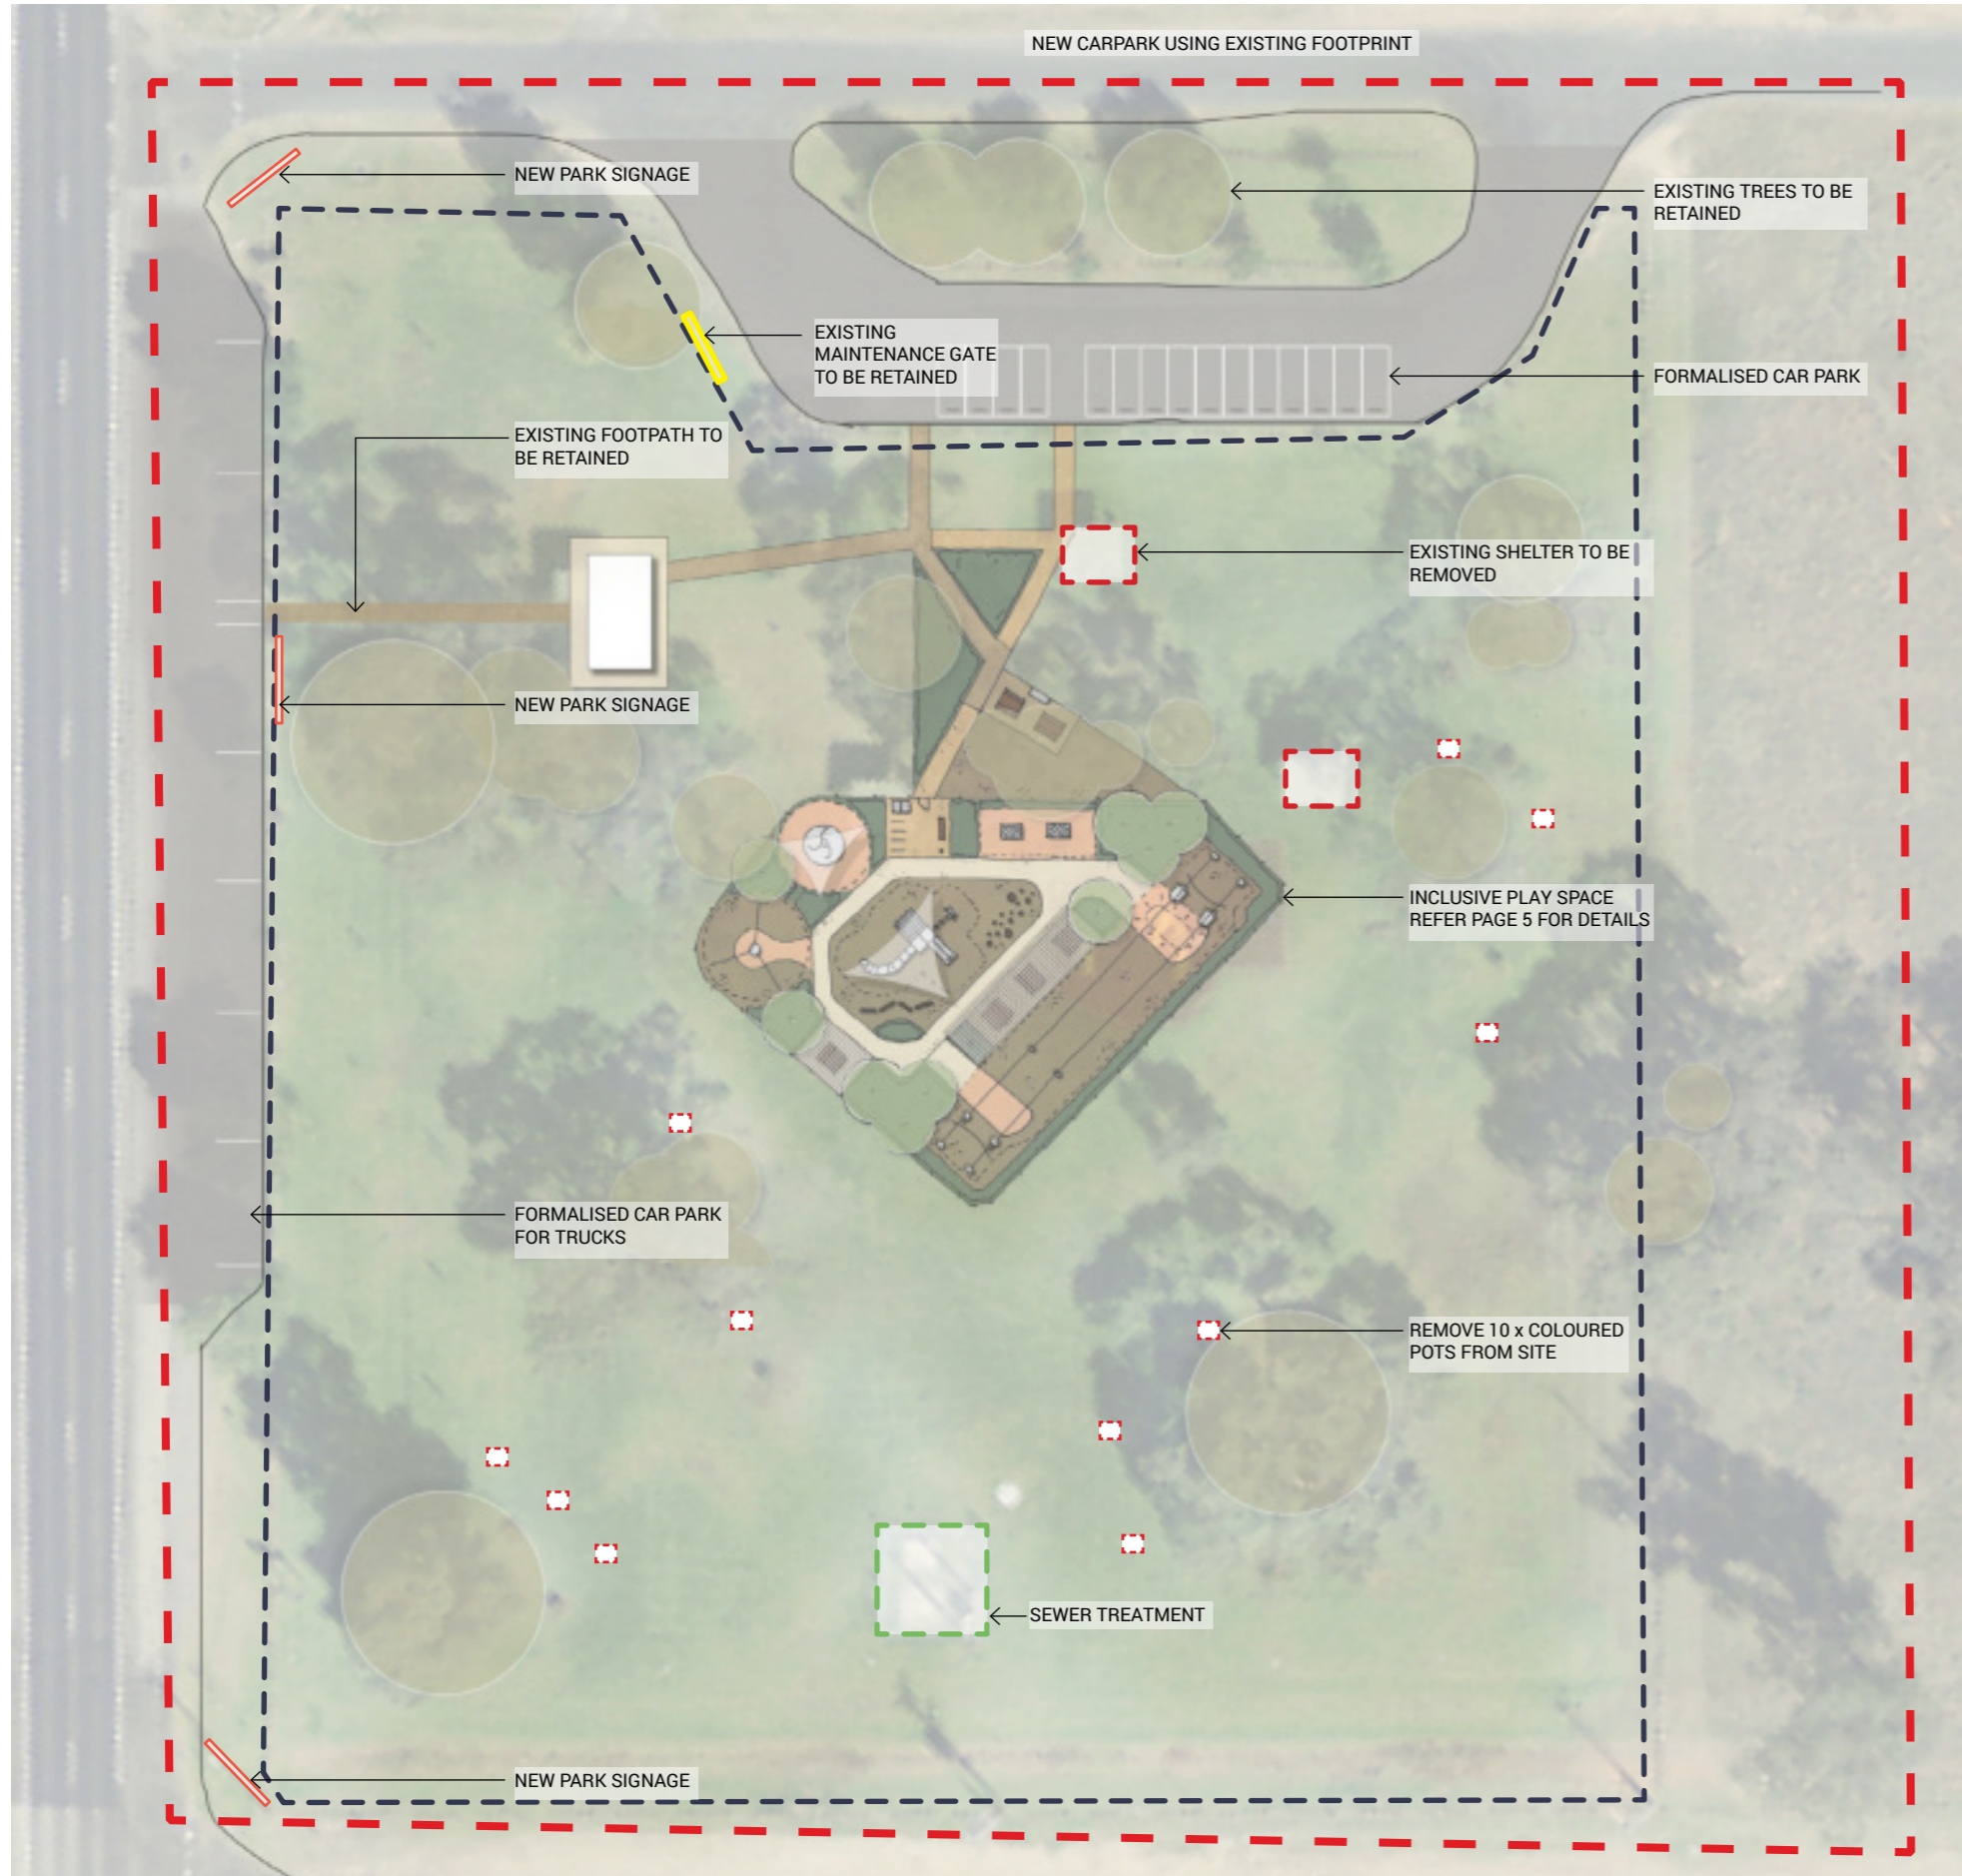 NEW CARPARK USING EXISTING FOOTPRINT
NEW PARK SIGNAGE
EXISTING TREES TO BE
RETAINED
EXISTING
MAINTENANCE GATE
TO BE RETAINED
FORMALISED CAR PARK
EXISTING FOOTPATH TO
BE RETAINED
EXISTING SHELTER TO BE
REMOVED
NEW PARK SIGNAGE
INCLUSIVE PLAY SPACE
REFER PAGE 5 FOR DETAILS
FORMALISED CAR PARK
FOR TRUCKS
REMOVE 10 x COLOURED
POTS FROM SITE
SEWER TREATMENT
NEW PARK SIGNAGE